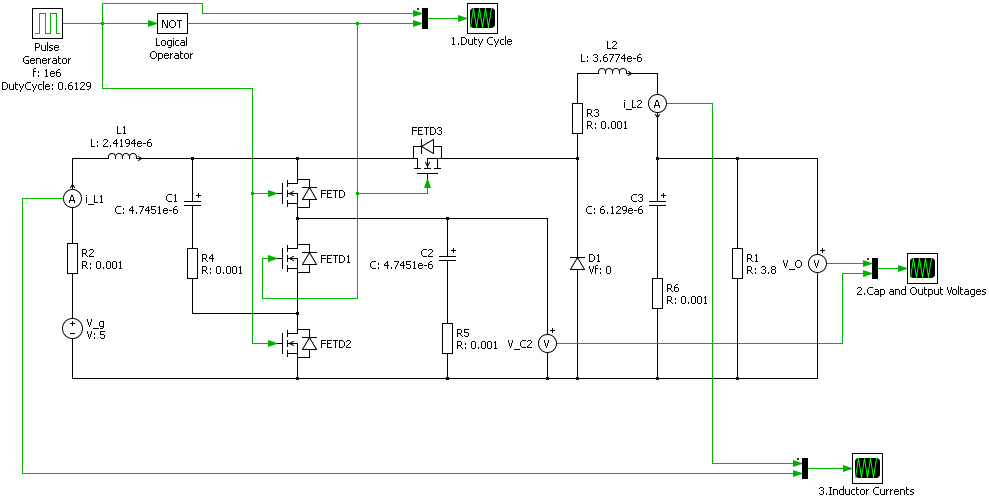 Pulse
Generator
f: 1e6
DutyCycle: 0.6129
NOT
Logical
Operator
1.Duty Cycle
L2
L: 3.6774e-6
A
i_L2
R3
R: 0.001
FETD3
L1
L: 2.4194e-6
C1
C: 4.7451e-6
+
FETD
A
i_L1
C3
C: 6.129e-6
+
R2
R: 0.001
R4
R: 0.001
FETD1
C2
C: 4.7451e-6
+
D1
Vf: 0
R1
R: 3.8
V_O
V
+
2.Cap and Output Voltages
R6
R: 0.001
V_g
V: 5
+
FETD2
R5
R: 0.001
V_C2
V
+
3.Inductor Currents